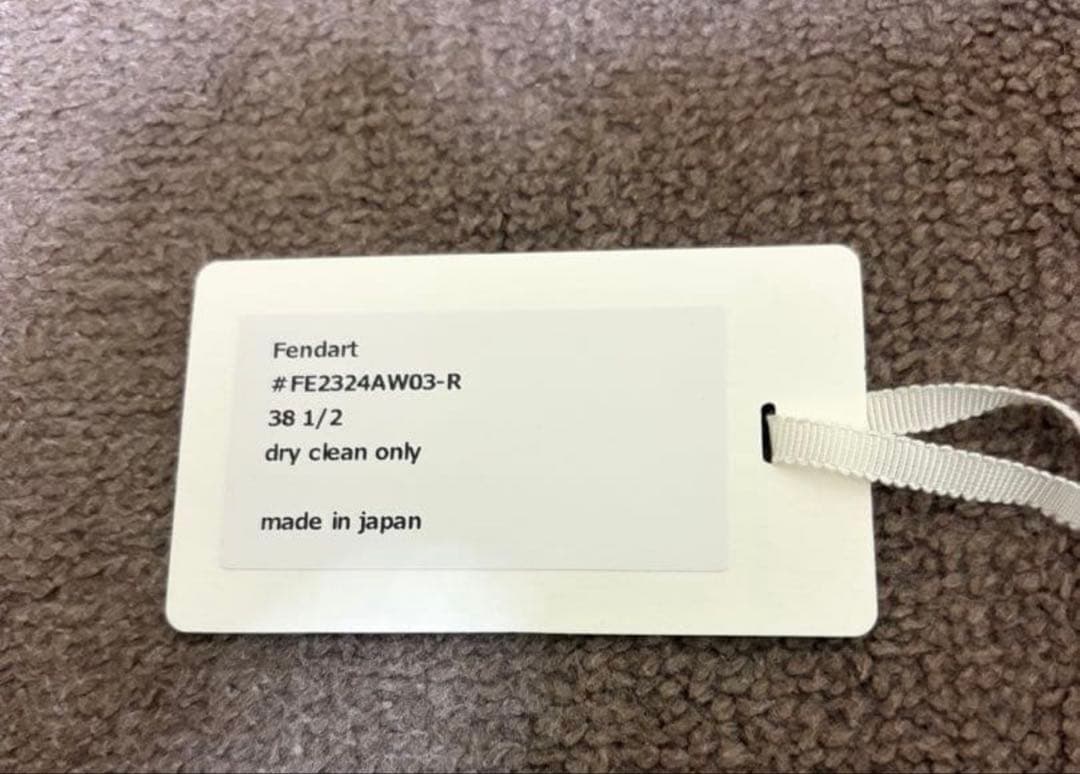 Fendart
#FE2324AW03-R
38 1/2
dry clean only
made in japan